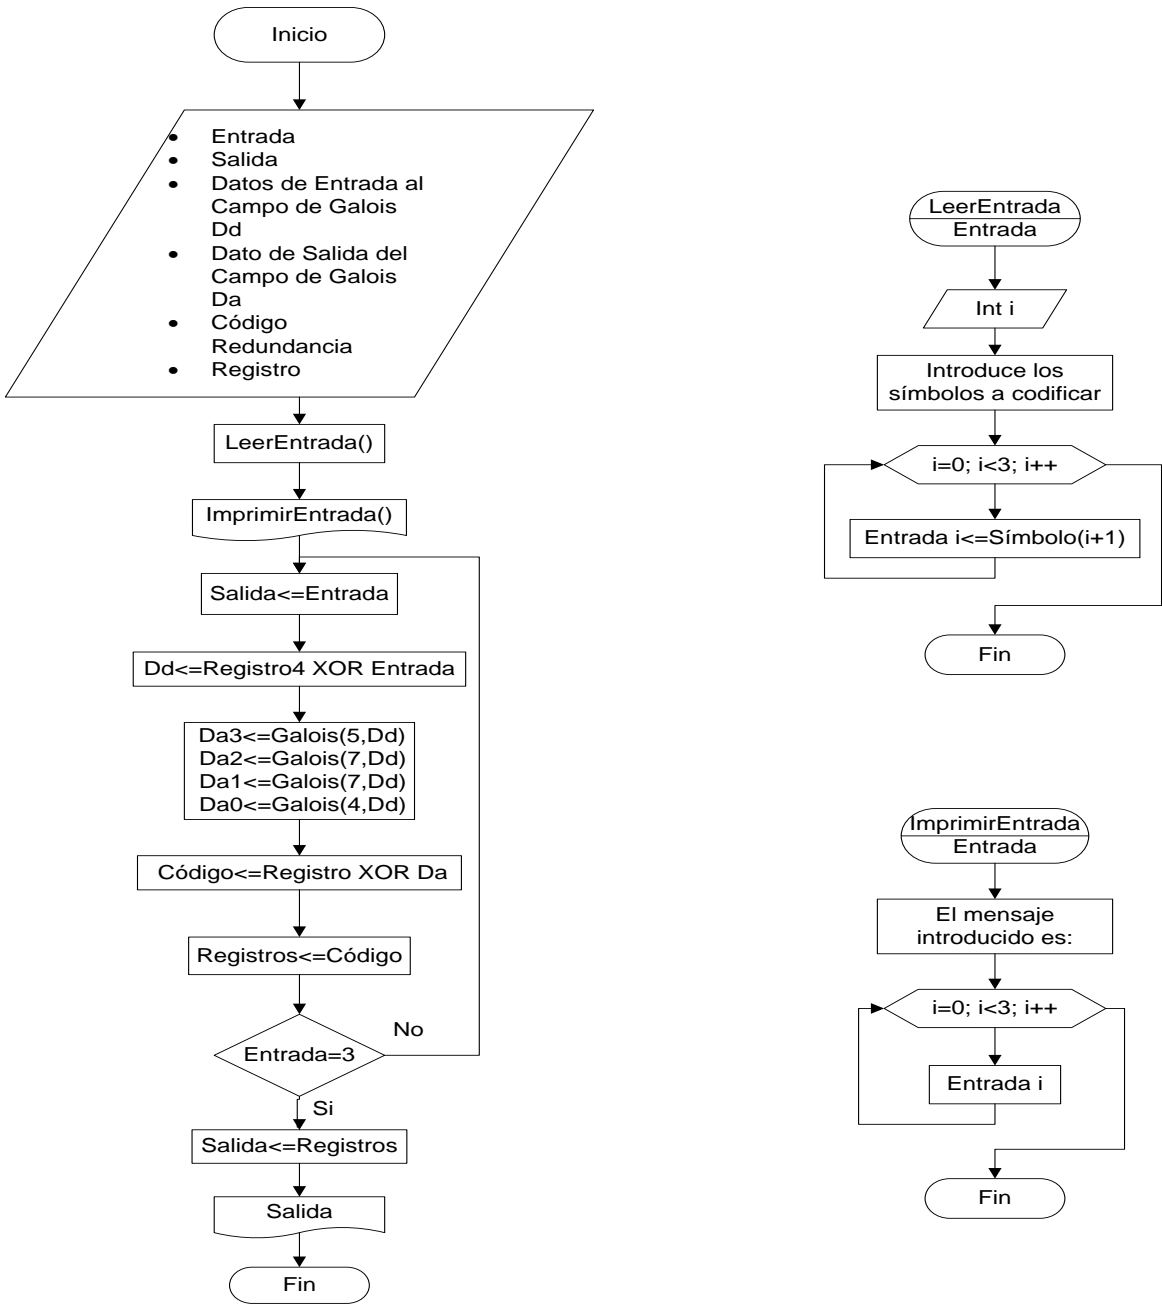 Inicio
• Entrada
• Salida
• Datos de Entrada al
Campo de Galois
Dd
• Dato de Salida del
Campo de Galois
Da
• Código
Redundancia
• Registro
LeerEntrada()
ImprimirEntrada()
Salida<=Entrada
Dd<=Registro4 XOR Entrada
Da3<=Galois(5,Dd)
Da2<=Galois(7,Dd)
Da1<=Galois(7,Dd)
Da0<=Galois(4,Dd)
Código<=Registro XOR Da
Registros<=Código
No
Entrada=3
Si
Salida<=Registros
Salida
Fin
LeerEntrada
Entrada
Int i
Introduce los
símbolos a codificar
i=0; i<3; i++
Entrada i<=Símbolo(i+1)
Fin
ImprimirEntrada
Entrada
El mensaje
introducido es:
i=0; i<3; i++
Entrada i
Fin